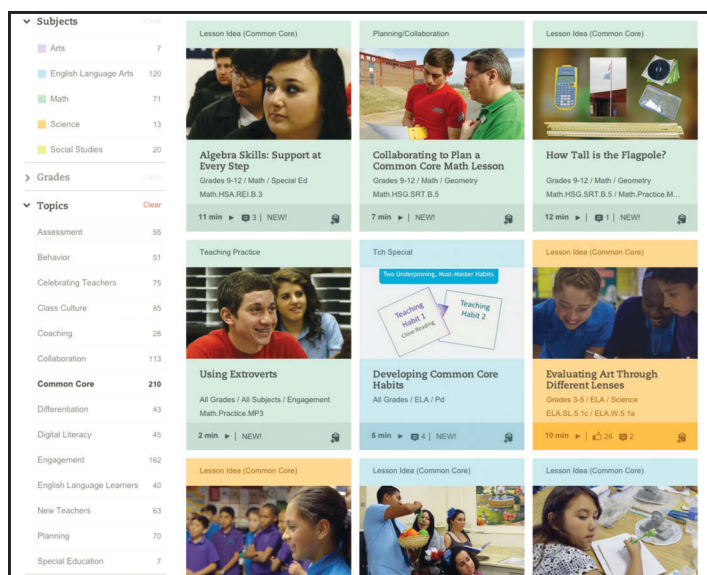 Subjects
Clear
Arts 7
English Language Arts 120
Math 71
Science 13
Social Studies 20
Grades
Clear
Topics
Clear
Assessment 55
Behavior 51
Celebrating Teachers 75
Class Culture 85
Coaching 28
Collaboration 113
Common Core 210
Differentiation 43
Digital Literacy 45
Engagement 162
English Language Learners 40
New Teachers 63
Planning 70
Special Education 7
Lesson Idea (Common Core)
Algebra Skills: Support at
Every Step
Grades 9-12 / Math / Special Ed
Math.HSA.REI.B.3
11 min 3 | NEW!
Planning/Collaboration
Collaborating to Plan a
Common Core Math Lesson
Grades 9-12 / Math / Geometry
Math.HSG.SRT.B.5
7 min | NEW!
Lesson Idea (Common Core)
How Tall is the Flagpole?
Grades 9-12 / Math / Geometry
Math.HSG.SRT.B.5 / Math.Practice.M...
12 min | 1 | NEW!
Teaching Practice
Using Extroverts
All Grades / All Subjects / Engagement
Math.Practice.MP3
2 min | NEW!
Tch Special
Two Underpinning, Must-Master Habits
Teaching
Habit 1
Close Reading
Teaching
Habit 2
Developing Common Core
Habits
All Grades / ELA / Pd
6 min 4 | NEW!
Lesson Idea (Common Core)
Evaluating Art Through
Different Lenses
Grades 3-5 / ELA / Science
ELA.SL.5.1c / ELA.W.5.1a
10 min | 26 2
Lesson Idea (Common Core)
Lesson Idea (Common Core)
Lesson Idea (Common Core)